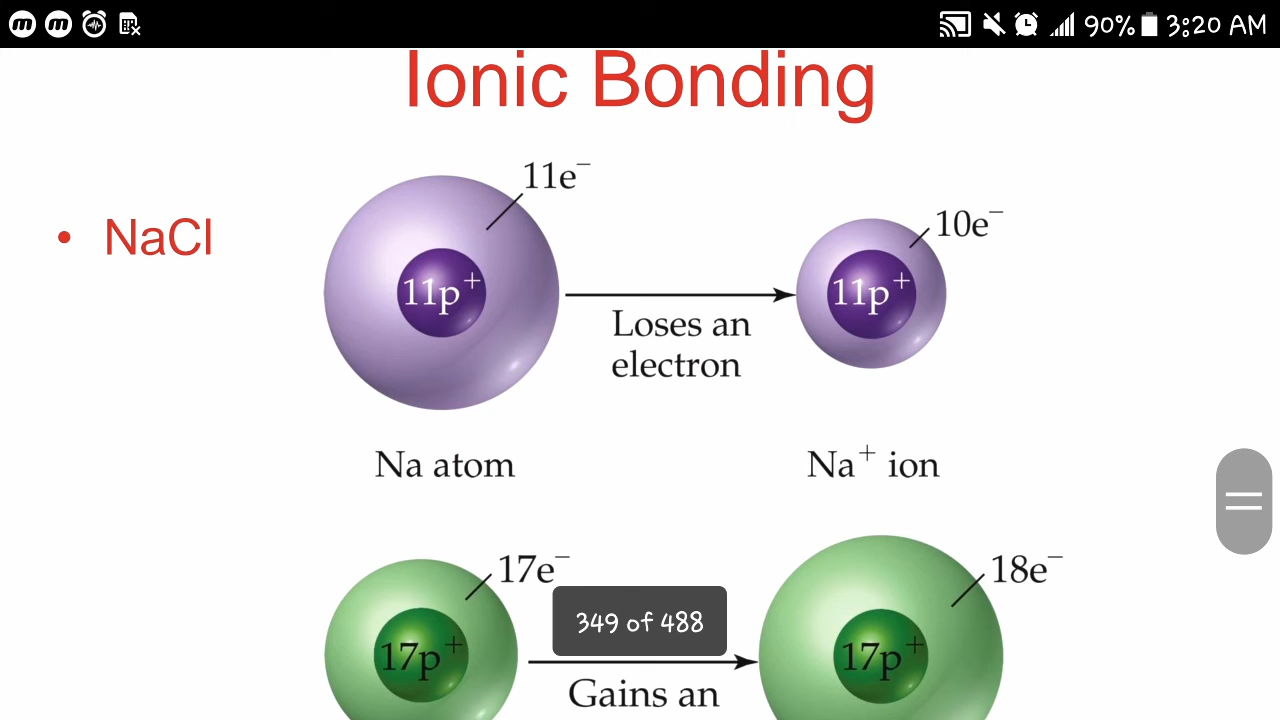 90% 3:20 AM
Ionic Bonding
• NaCl
11e⁻
10e⁻
11p⁺
11p⁺
Loses an
electron
Na atom
Na⁺ ion
17e⁻
18e⁻
349 of 488
17p⁺
17p⁺
Gains an